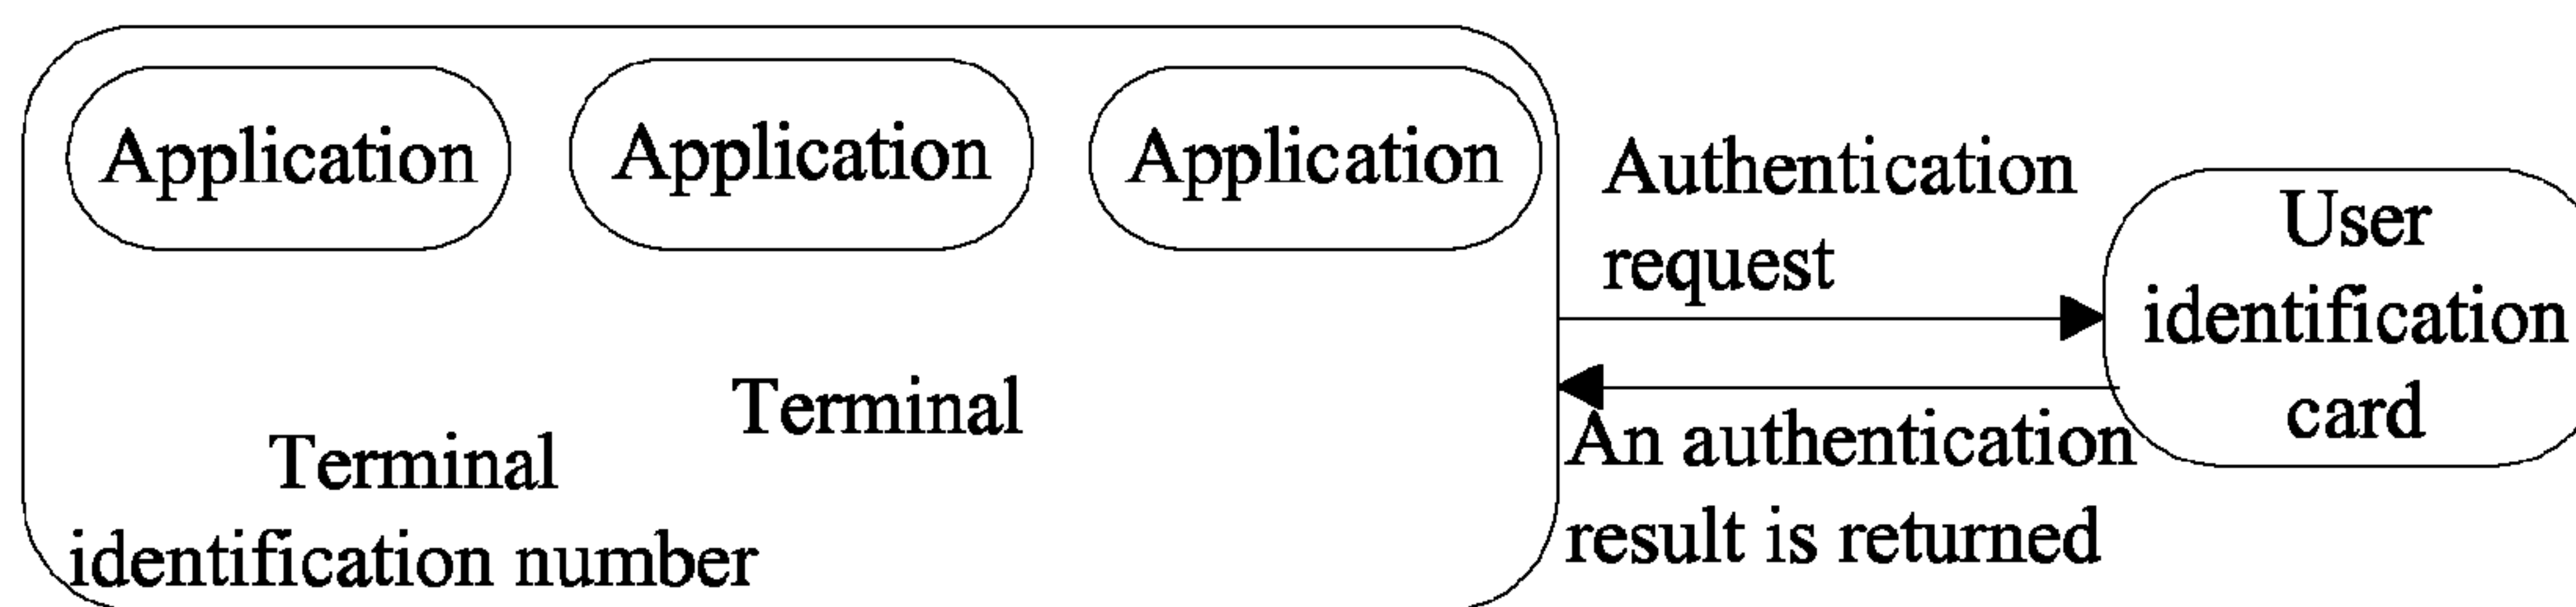 Application
Application
Application
Authentication
request
User
identification
card
Terminal
Terminal
identification number
An authentication
result is returned